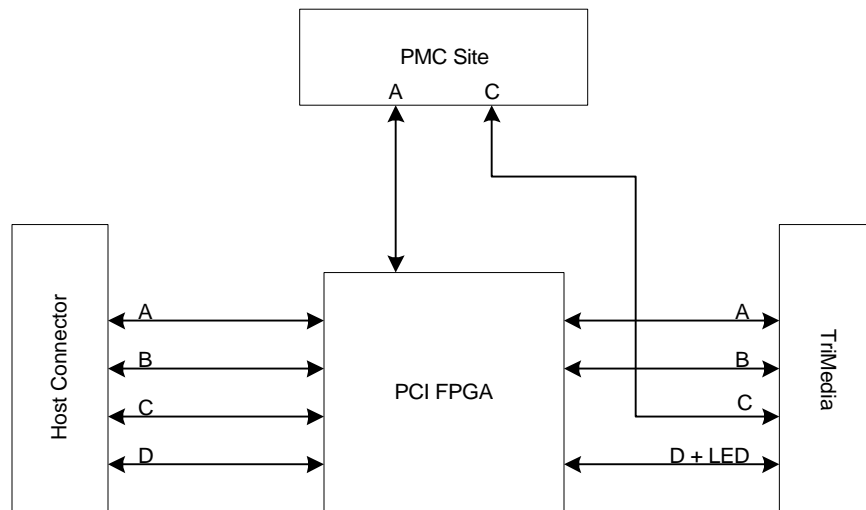 PMC Site
A
C
Host Connector
A
B
C
D
PCI FPGA
A
B
C
D + LED
TriMedia